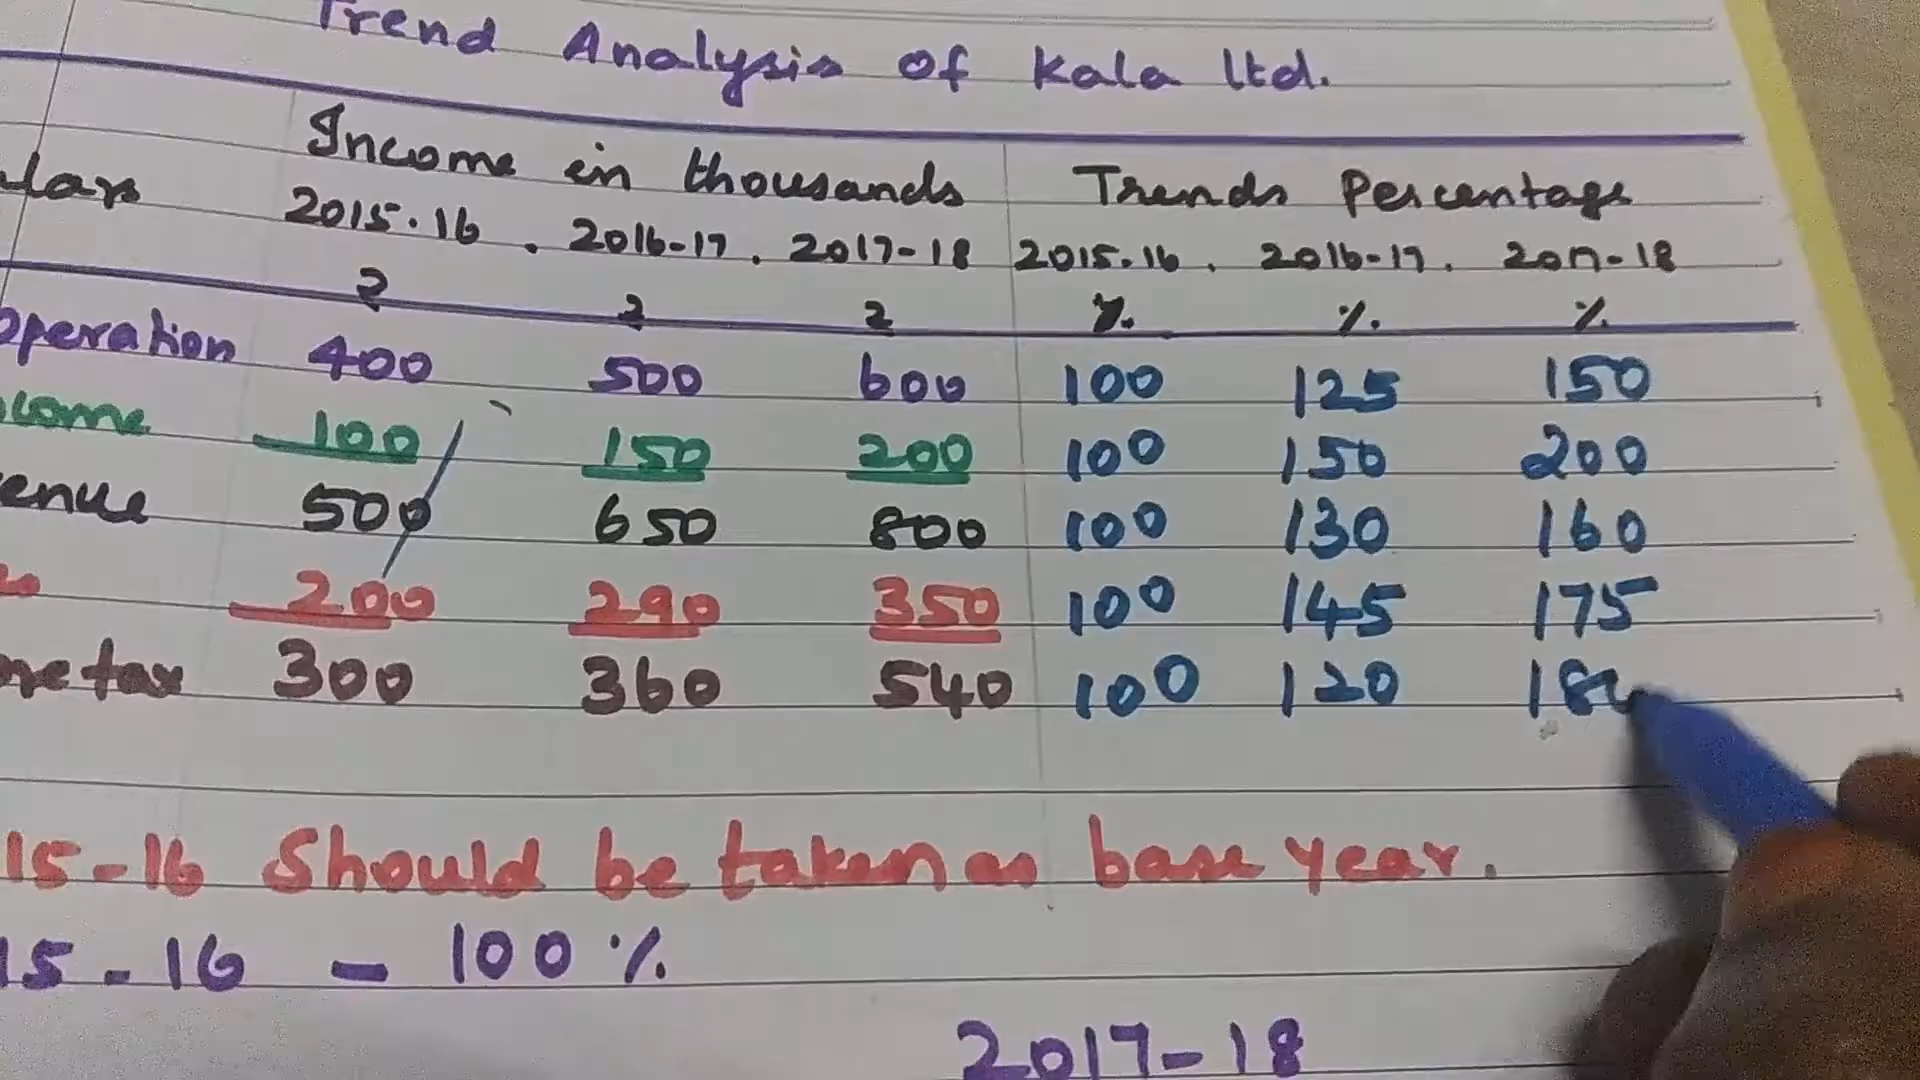 Trend Analysis of Kala ltd.
Income in thousands Trends Percentage
2015.16 . 2016-17 . 2017-18 2015.16 . 2016-17 . 2017-18
₹ ₹ ₹ % % %
operation 400 500 600 100 125 150
come 100 150 200 100 150 200
enue 500 650 800 100 130 160
200 290 350 100 145 175
tax 300 360 540 100 120 180
15-16 Should be taken as base year.
15-16 - 100%
2017-18